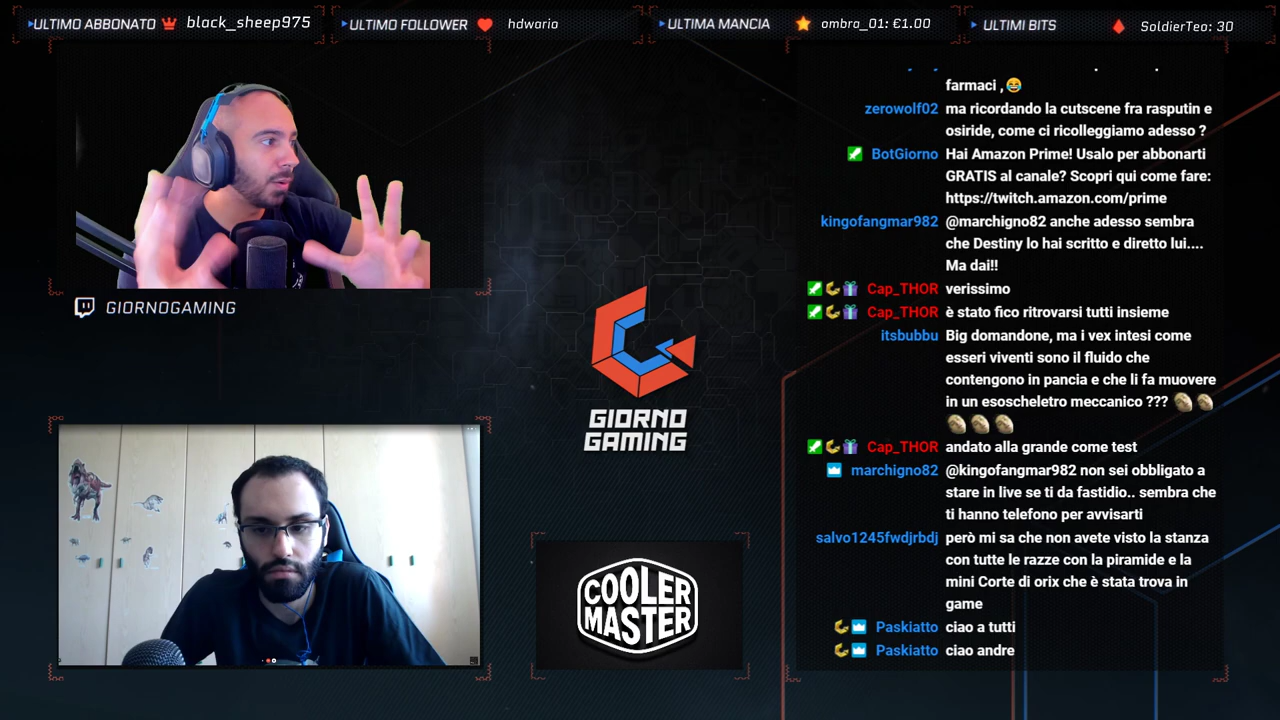 ULTIMO ABBONATO black_sheep975
ULTIMO FOLLOWER hdwaria
ULTIMA MANCIA ombra_01: €1.00
ULTIMI BITS SoldierTea: 30
GIORNOGAMING
GIORNO
GAMING
COOLER
MASTER
farmaci , 😂
zerowolf02 ma ricordando la cutscene fra rasputin e
osiride, come ci ricolleggiamo adesso ?
BotGiorno Hai Amazon Prime! Usalo per abbonarti
GRATIS al canale? Scopri qui come fare:
https://twitch.amazon.com/prime
kingofangmar982 @marchigno82 anche adesso sembra
che Destiny lo hai scritto e diretto lui....
Ma dai!!
Cap_THOR verissimo
Cap_THOR è stato fico ritrovarsi tutti insieme
itsbubbu Big domandone, ma i vex intesi come
esseri viventi sono il fluido che
contengono in pancia e che li fa muovere
in un esoscheletro meccanico ???
Cap_THOR andato alla grande come test
marchigno82 @kingofangmar982 non sei obbligato a
stare in live se ti da fastidio.. sembra che
ti hanno telefono per avvisarti
salvo1245fwdjrbdj però mi sa che non avete visto la stanza
con tutte le razze con la piramide e la
mini Corte di orix che è stata trova in
game
Paskiatto ciao a tutti
Paskiatto ciao andre